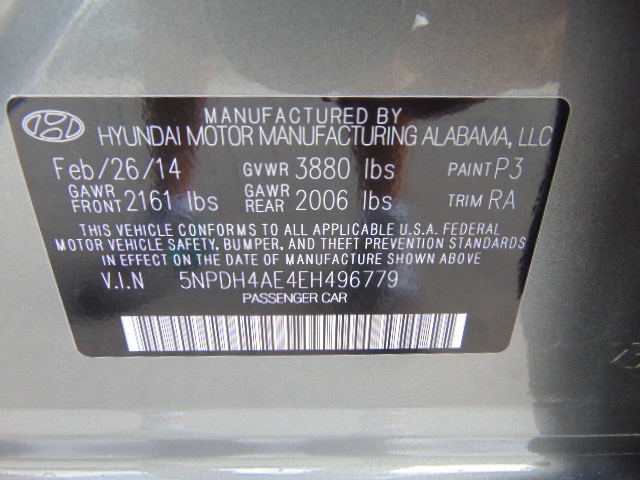 MANUFACTURED BY
HYUNDAI MOTOR MANUFACTURING ALABAMA, LLC
Feb/26/14 GVWR 3880 lbs PAINT P3
GAWR FRONT 2161 lbs GAWR REAR 2006 lbs TRIM RA
THIS VEHICLE CONFORMS TO ALL APPLICABLE U.S.A. FEDERAL
MOTOR VEHICLE SAFETY, BUMPER, AND THEFT PREVENTION STANDARDS
IN EFFECT ON THE DATE OF MANUFACTURE SHOWN ABOVE
V.I.N 5NPDH4AE4EH496779
PASSENGER CAR